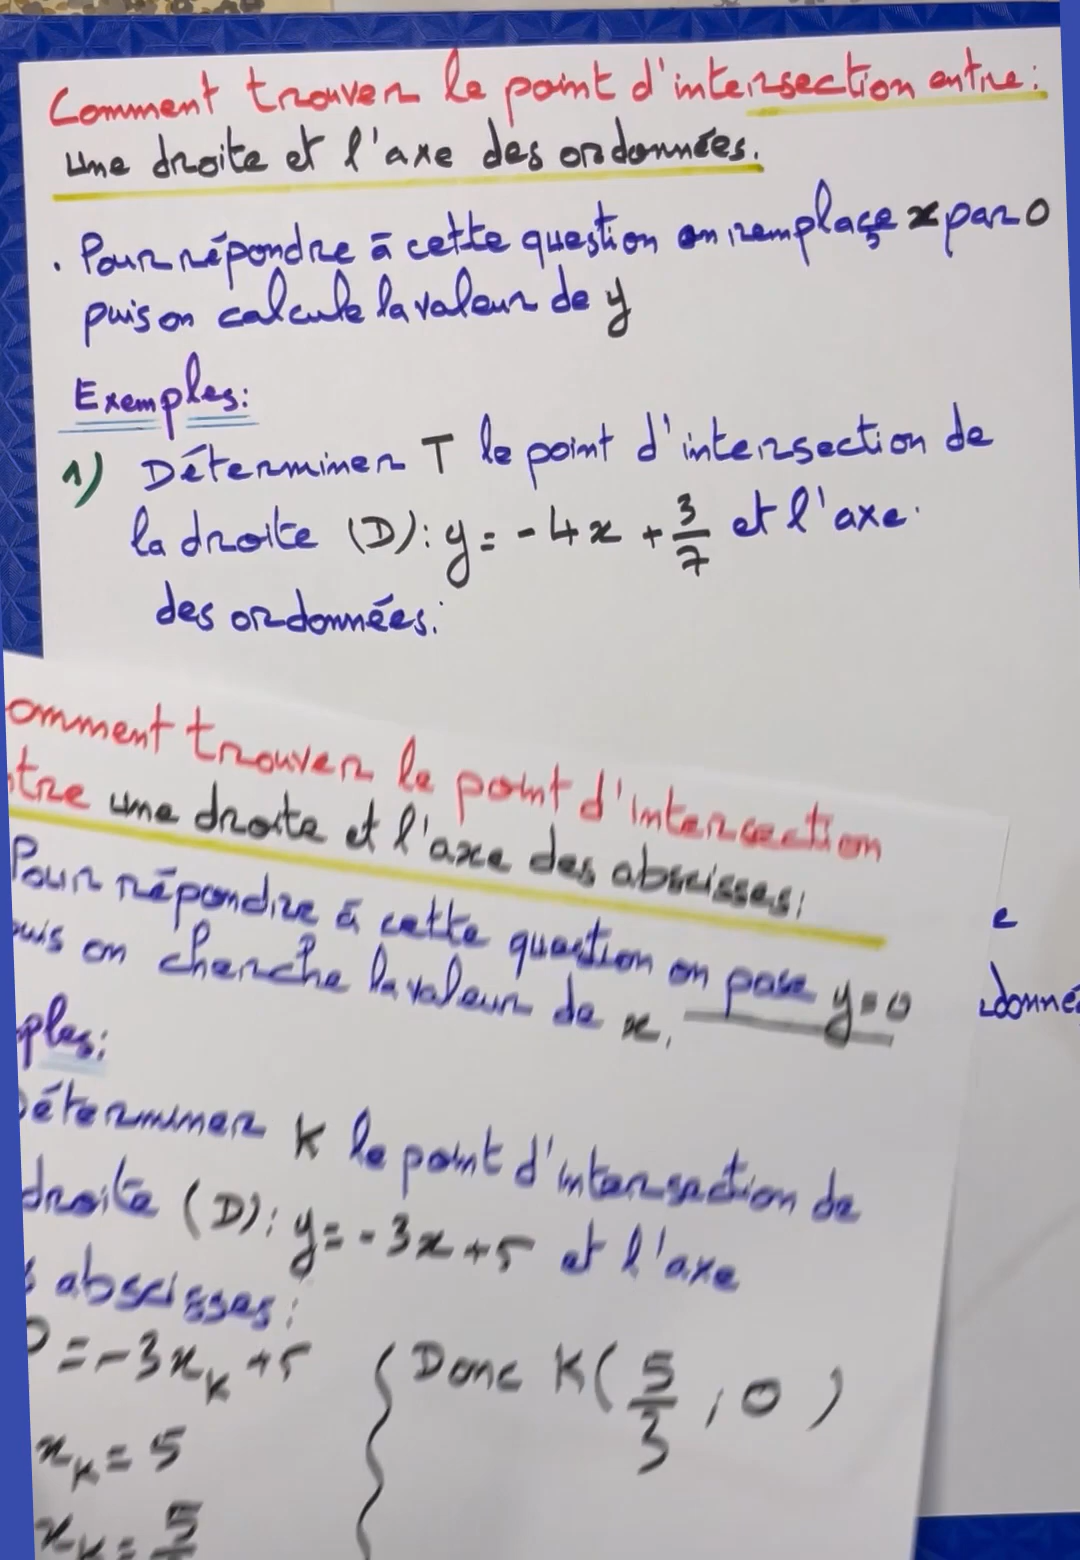 Comment trouver le point d'intersection entre:
une droite et l'axe des ordonnées.
. Pour répondre à cette question on remplaçe x par 0
puis on calcule la valeur de y
Exemples:
1) Déterminer T le point d'intersection de
la droite (D): y = -4x + 3/7 et l'axe.
des ordonnées:
omment trouver le point d'intersection
tre une droite et l'axe des abscisses:
Pour répondre à cette question on pose y=0
uis on cherche la valeur de x.
ples:
éterminer K le point d'intersection de
droite (D): y=-3x+5 et l'axe
s abscisses:
0=-3xK+5
Donc K(5/3, 0)
xK=5
xK=5
e
donné